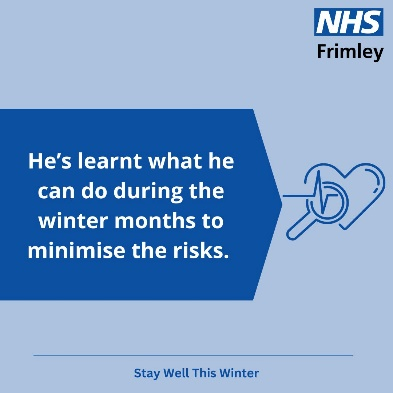 NHS
Frimley
He’s learnt what he
can do during the
winter months to
minimise the risks.
Stay Well This Winter